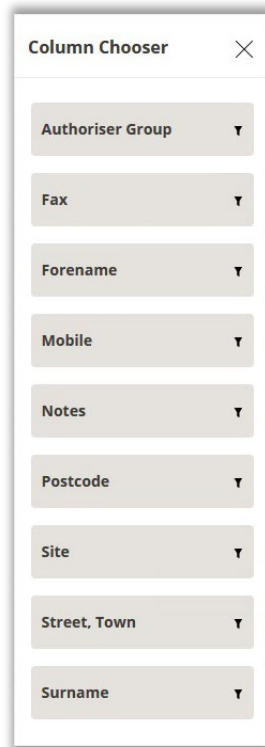 Column Chooser
Authoriser Group
Fax
Forename
Mobile
Notes
Postcode
Site
Street, Town
Surname